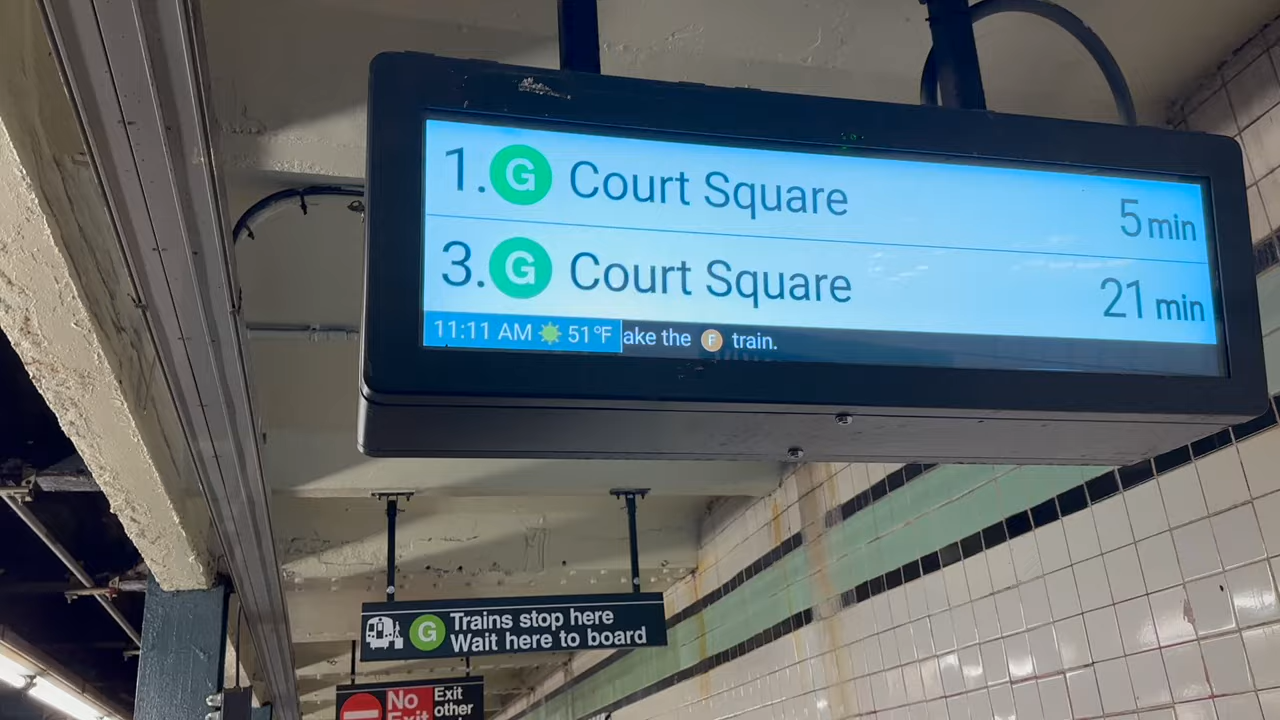 1. G Court Square 5 min
3. G Court Square 21 min
11:11 AM 51°F ake the F train.
G Trains stop here
Wait here to board
No Exit
Exit other